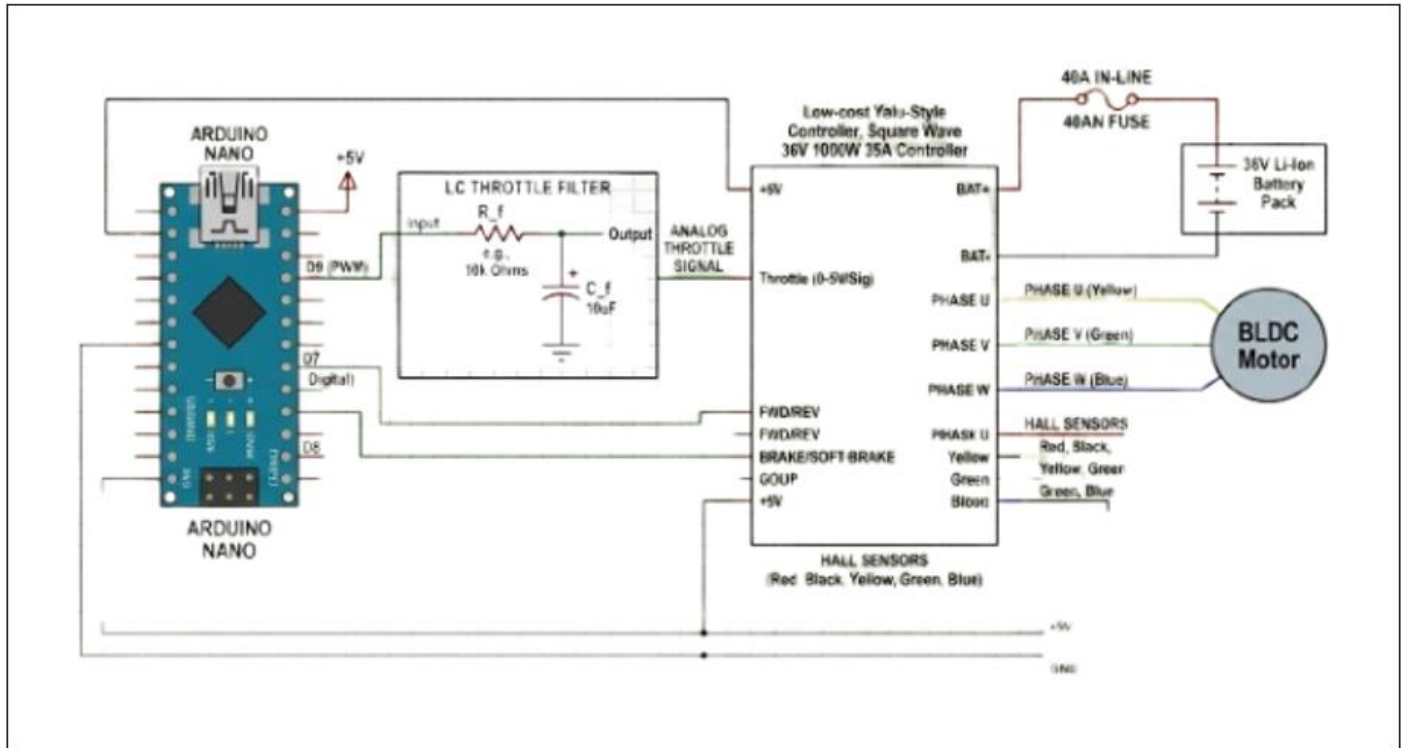 ARDUINO
NANO
+5V
LC THROTTLE FILTER
Input
R_f
e.g.,
10k Ohms
Output
C_f
10uF
+
ANALOG
THROTTLE
SIGNAL
D9 (PWM)
D7
Digital)
D8
ARDUINO
NANO
Low-cost Yalu-Style
Controller, Square Wave
36V 1000W 35A Controller
Throttle (0-5V/Sig)
FWD/REV
FWD/REV
BRAKE/SOFT BRAKE
GOUP
+5V
BAT+
PHASE U
PHASE V
PHASE W
PHASK U
Yellow
Green
HALL SENSORS
(Red Black, Yellow, Green, Blue)
40A IN-LINE
40AN FUSE
36V Li-Ion
Battery
Pack
PHASE U (Yellow)
PHASE V (Green)
PHASE W (Blue)
BLDC
Motor
HALL SENSORS
Red, Black,
Yellow, Greer
Green, Blue
+5V
GND